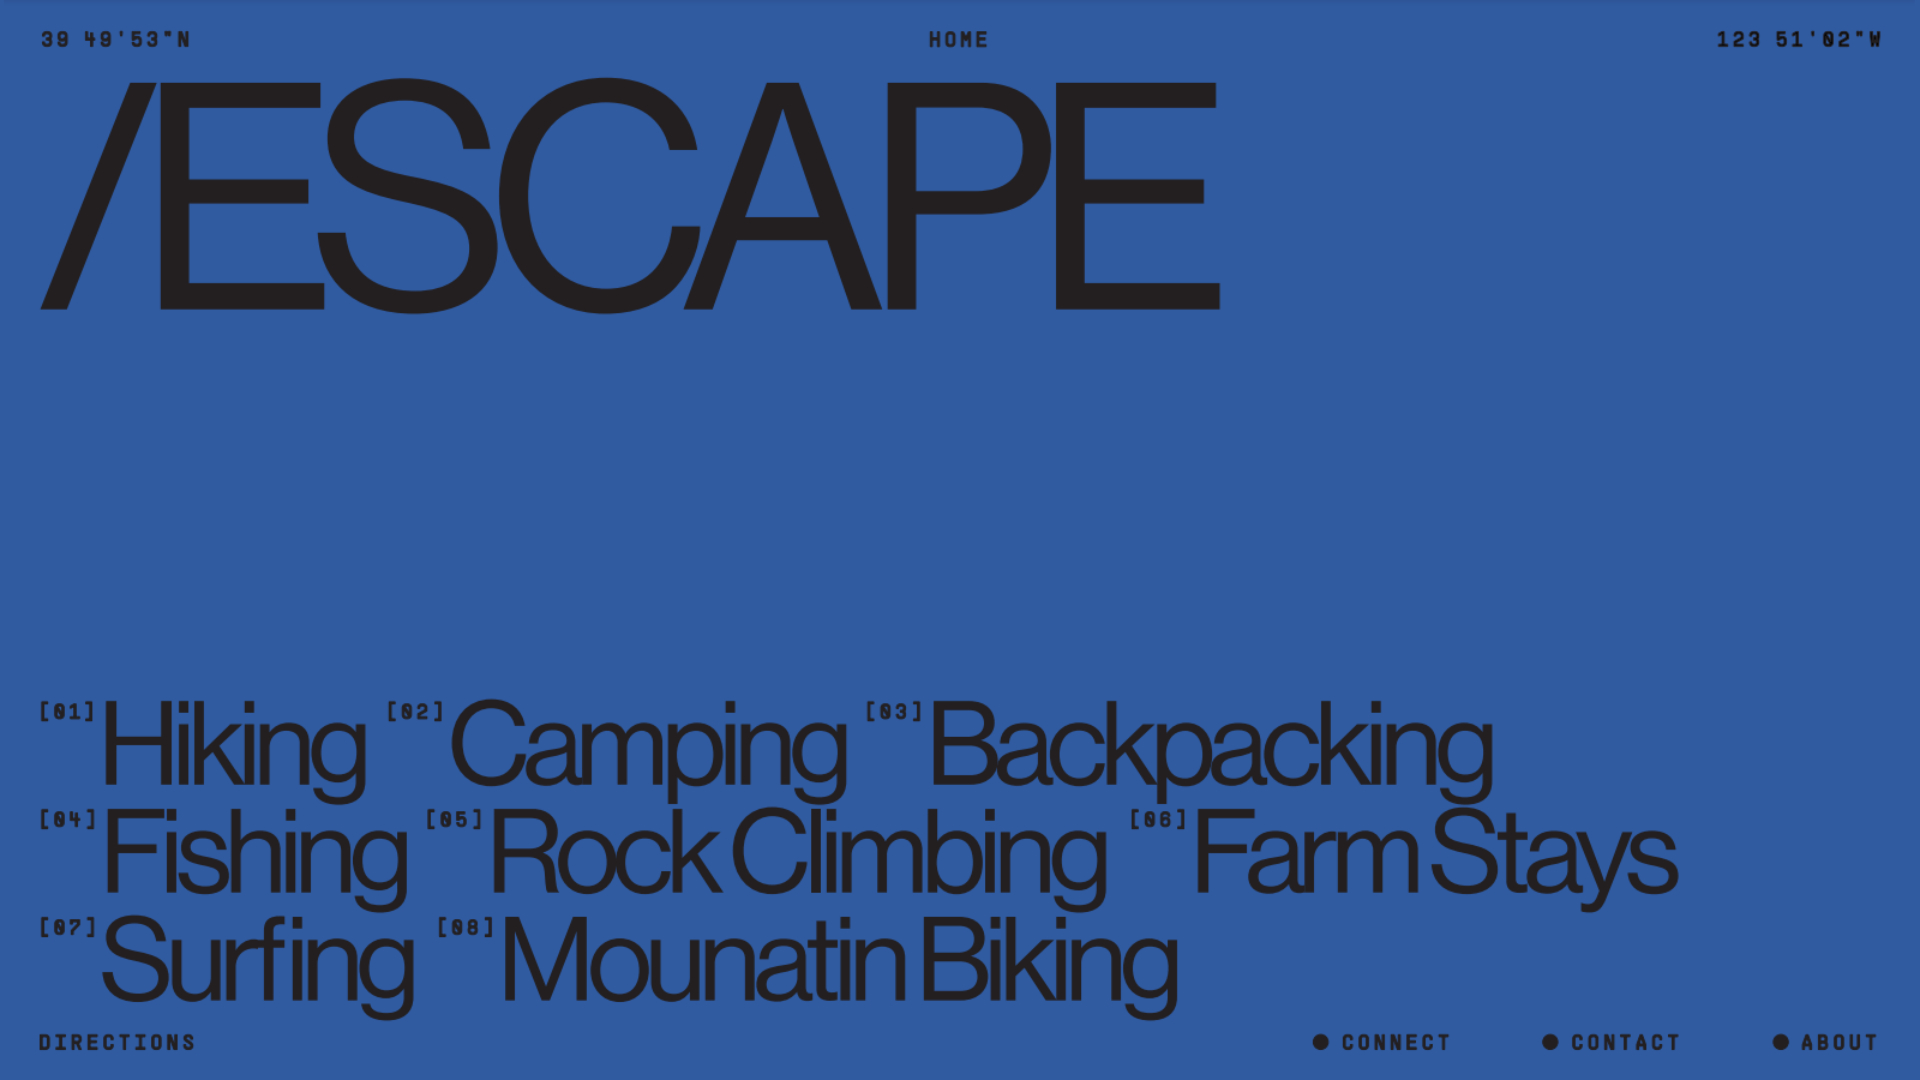 39 49'53"N HOME 123 51'02"W
/ESCAPE
[01] Hiking [02] Camping [03] Backpacking
[04] Fishing [05] Rock Climbing [06] Farm Stays
[07] Surfing [08] Mounatin Biking
DIRECTIONS CONNECT CONTACT ABOUT